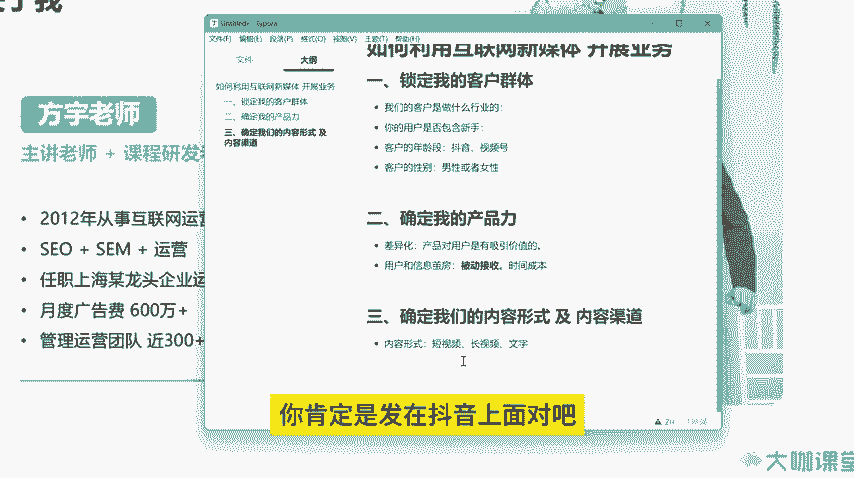 于我
方宇老师
主讲老师 + 课程研发
2012年从事互联网运营
SEO + SEM + 运营
任职上海某龙头企业运
月度广告费 600万+
管理运营团队 近300+
Untitled - Typora
文件(F) 编辑(E) 段落(P) 格式(O) 视图(V) 主题(T) 帮助(H)
文件 大纲
如何利用互联网新媒体 开展业务
一、锁定我的客户群体
二、确定我的产品力
三、确定我们的内容形式 及
内容渠道
如何利用互联网新媒体 开展业务
一、锁定我的客户群体
我们的客户是做什么行业的:
你的用户是否包含新手:
客户的年龄段：抖音、视频号
客户的性别：男性或者女性
二、确定我的产品力
差异化：产品对用户是有吸引价值的。
用户和信息茧房：被动接收。时间成本
三、确定我们的内容形式 及 内容渠道
内容形式：短视频、长视频、文字
你肯定是发在抖音上面对吧
大咖课堂